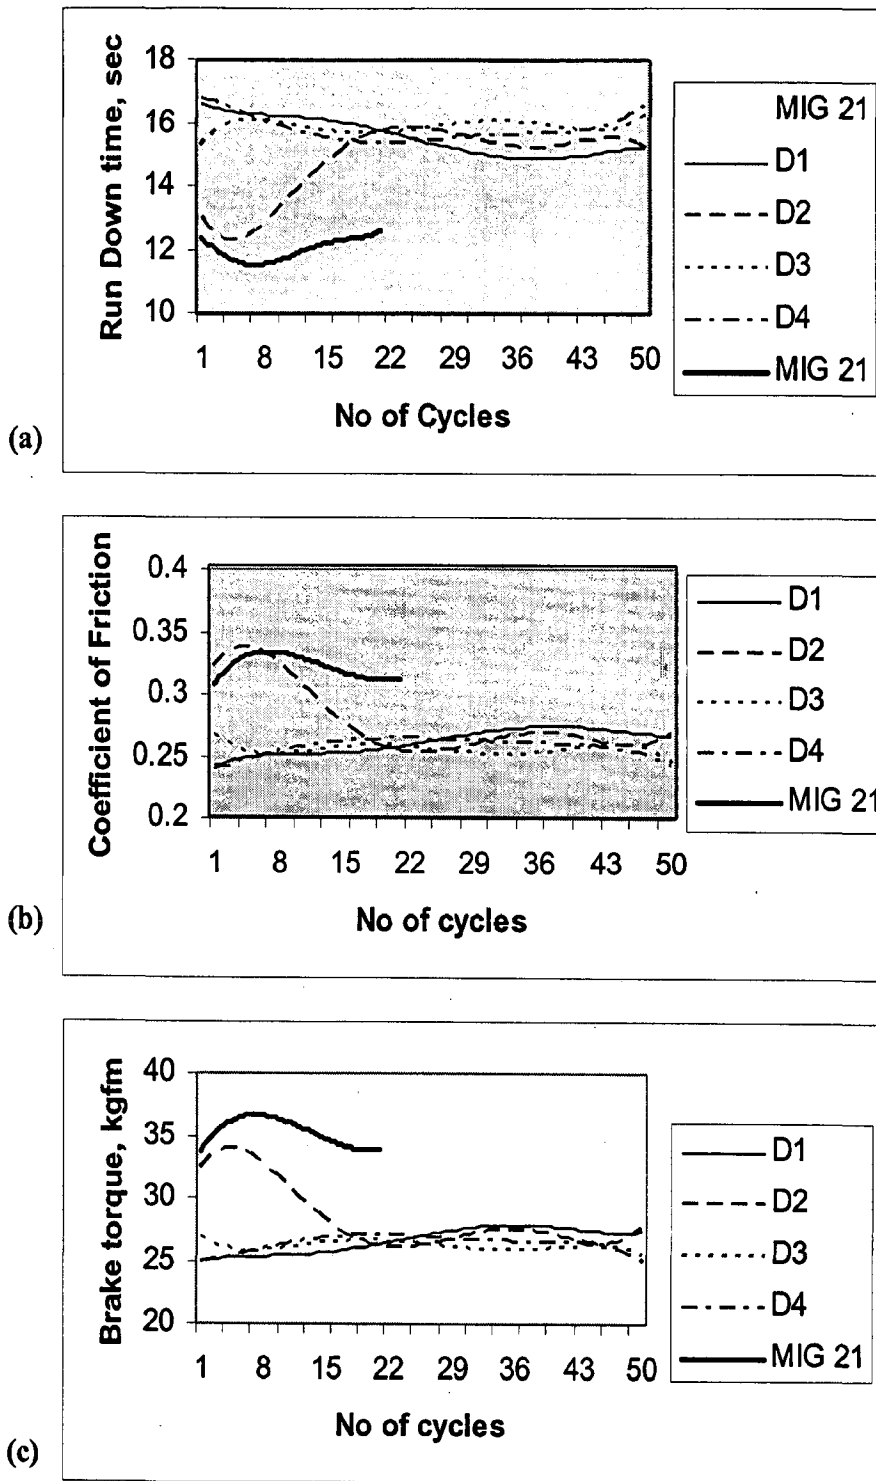 Run Down time, sec
18
16
14
12
10
1 8 15 22 29 36 43 50
No of Cycles
MIG 21
D1
D2
D3
D4
MIG 21
(a)
Coefficient of Friction
0.4
0.35
0.3
0.25
0.2
1 8 15 22 29 36 43 50
No of cycles
D1
D2
D3
D4
MIG 21
(b)
Brake torque, kgfm
40
35
30
25
20
1 8 15 22 29 36 43 50
No of cycles
D1
D2
D3
D4
MIG 21
(c)